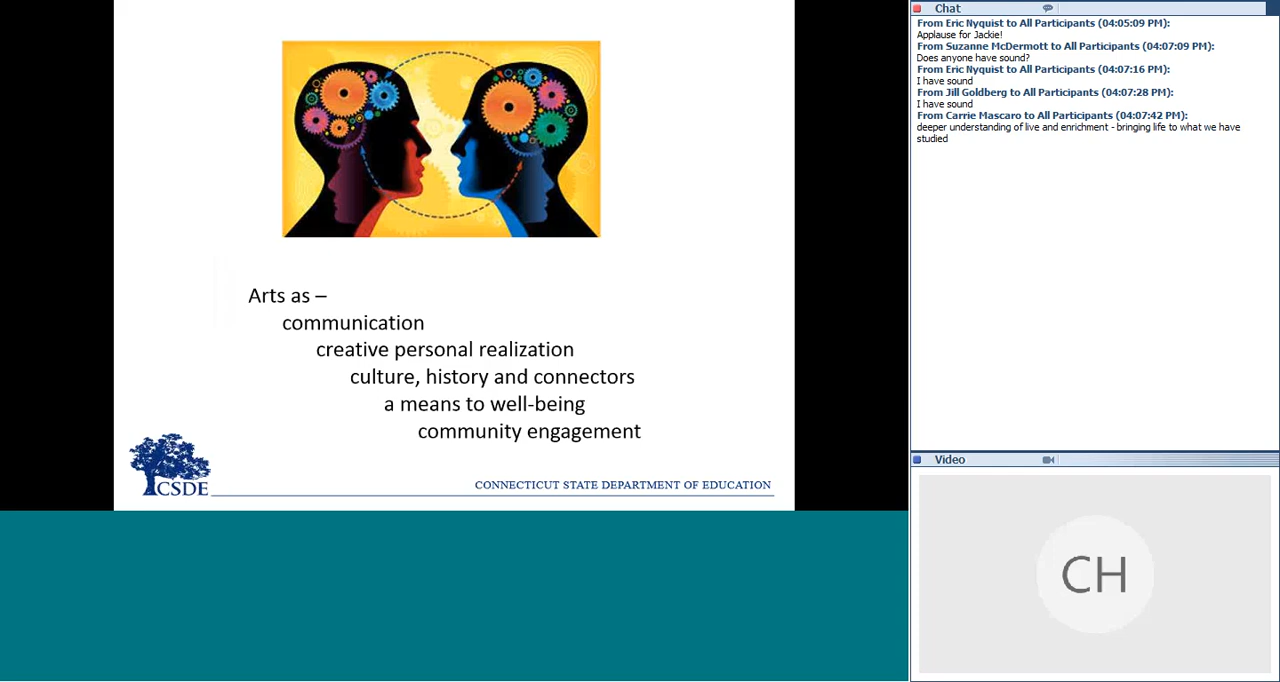 Arts as –
communication
creative personal realization
culture, history and connectors
a means to well-being
community engagement
CSDE
CONNECTICUT STATE DEPARTMENT OF EDUCATION
Chat
From Eric Nyquist to All Participants (04:05:09 PM):
Applause for Jackie!
From Suzanne McDermott to All Participants (04:07:09 PM):
Does anyone have sound?
From Eric Nyquist to All Participants (04:07:16 PM):
I have sound
From Jill Goldberg to All Participants (04:07:28 PM):
I have sound
From Carrie Mascaro to All Participants (04:07:42 PM):
deeper understanding of live and enrichment - bringing life to what we have
studied
Video
CH